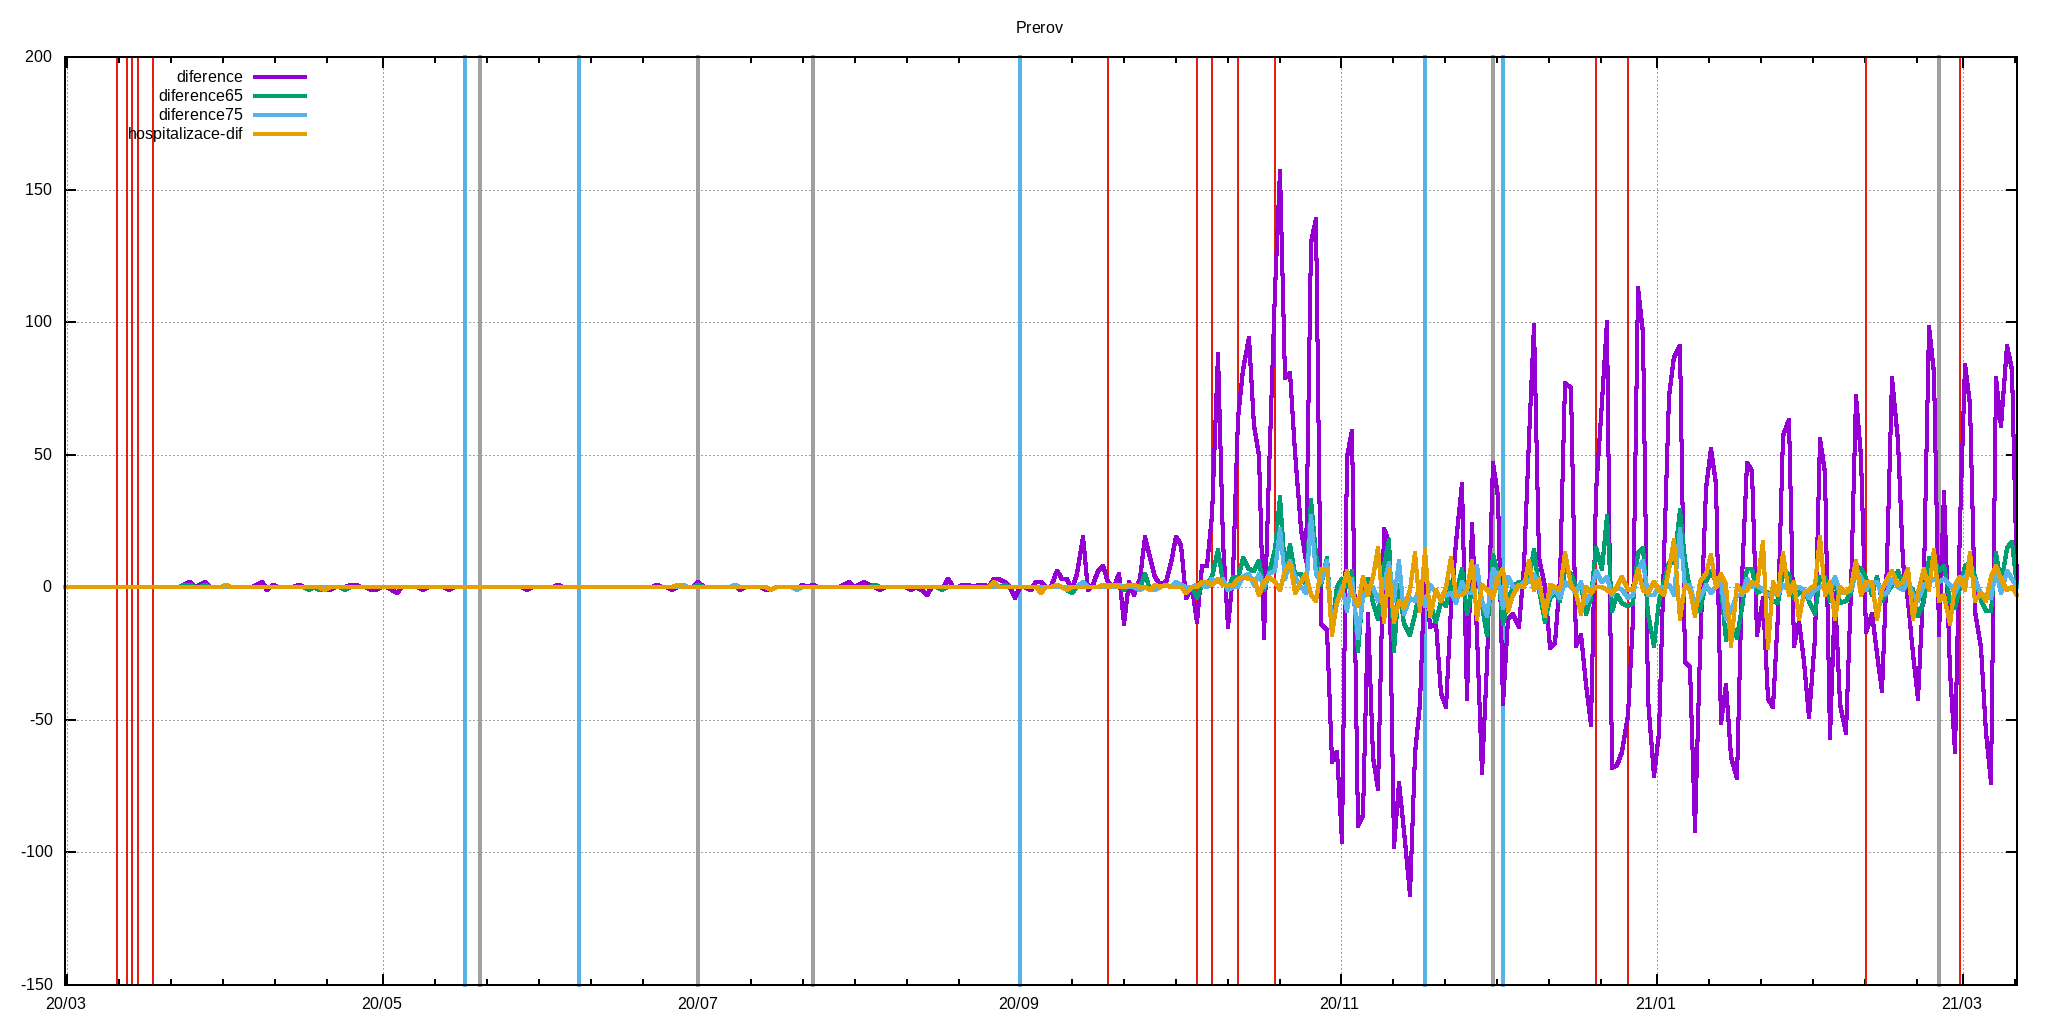 Prerov
200
150
100
50
0
-50
-100
-150
diference
diference65
diference75
hospitalizace-dif
20/03 20/05 20/07 20/09 20/11 21/01 21/03